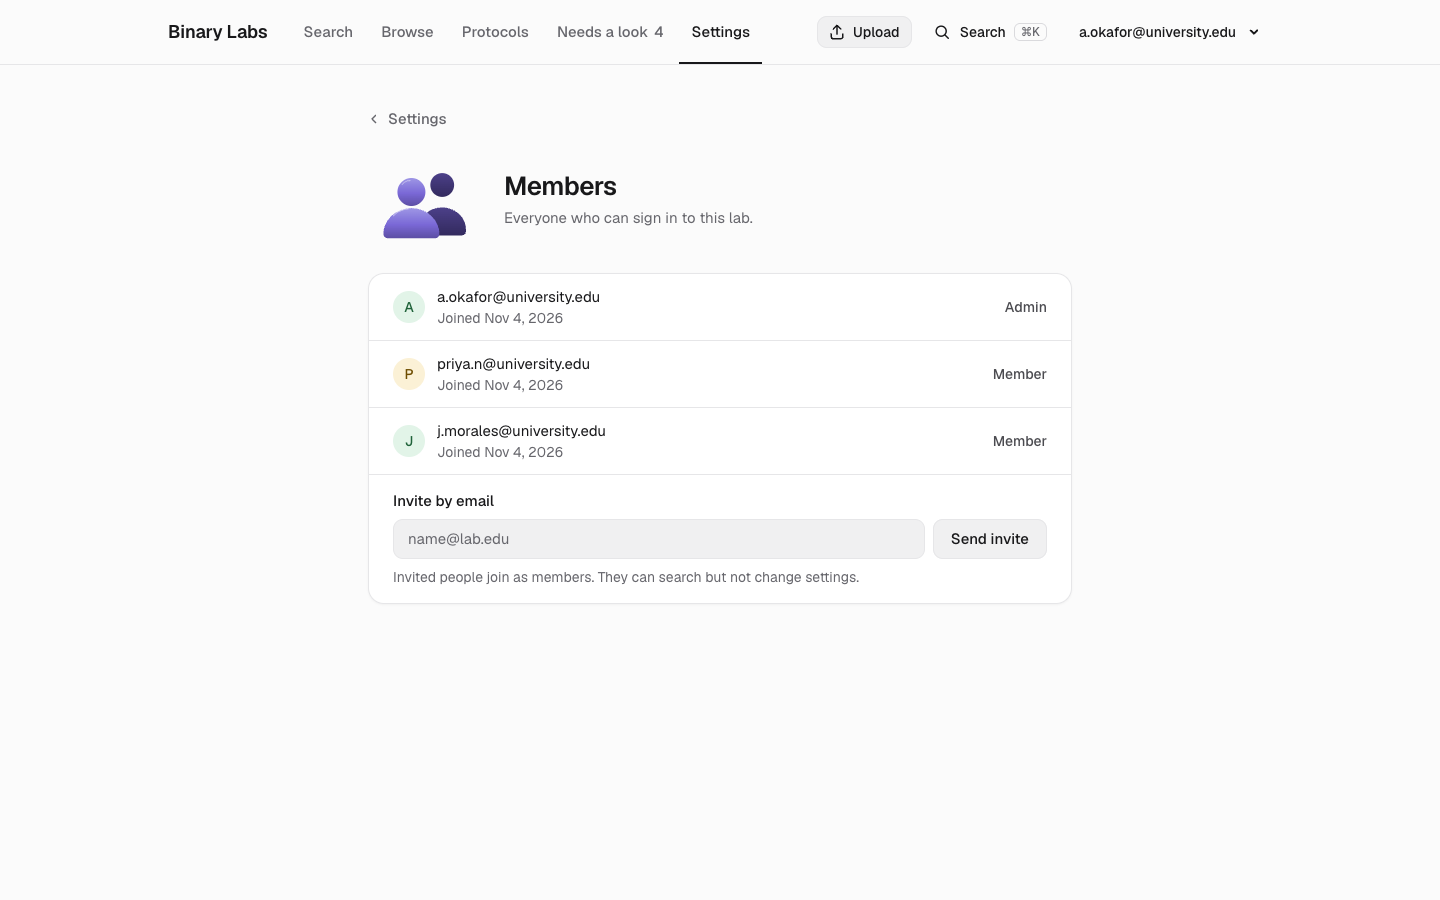 Binary Labs Search Browse Protocols Needs a look 4 Settings Upload Search ⌘K a.okafor@university.edu
Settings
Members
Everyone who can sign in to this lab.
A
a.okafor@university.edu
Joined Nov 4, 2026
Admin
P
priya.n@university.edu
Joined Nov 4, 2026
Member
J
j.morales@university.edu
Joined Nov 4, 2026
Member
Invite by email
name@lab.edu
Send invite
Invited people join as members. They can search but not change settings.